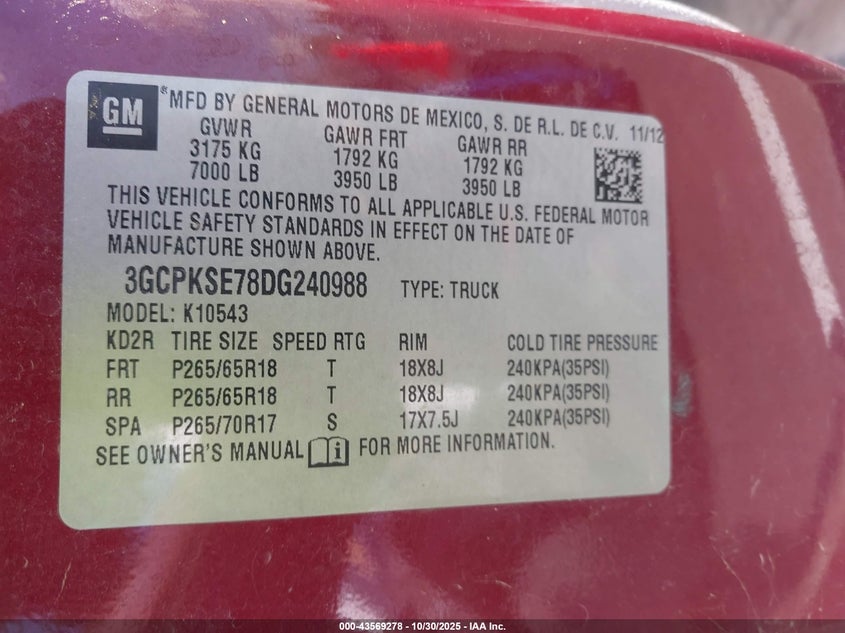 GM
® MFD BY GENERAL MOTORS DE MEXICO, S. DE R.L. DE C.V. 11/12
GVWR GAWR FRT GAWR RR
3175 KG 1792 KG 1792 KG
7000 LB 3950 LB 3950 LB
THIS VEHICLE CONFORMS TO ALL APPLICABLE U.S. FEDERAL MOTOR
VEHICLE SAFETY STANDARDS IN EFFECT ON THE DATE OF
MANUFACTURE SHOWN ABOVE.
3GCPKSE78DG240988 TYPE: TRUCK
MODEL: K10543
KD2R TIRE SIZE SPEED RTG RIM COLD TIRE PRESSURE
FRT P265/65R18 T 18X8J 240KPA(35PSI)
RR P265/65R18 T 18X8J 240KPA(35PSI)
SPA P265/70R17 S 17X7.5J 240KPA(35PSI)
SEE OWNER'S MANUAL i FOR MORE INFORMATION.
000-43569278 - 10/30/2025 - IAA Inc.